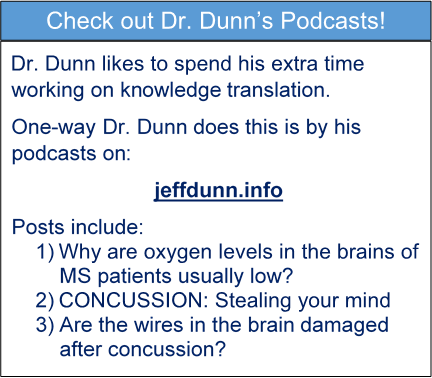 Check out Dr. Dunn's Podcasts!
Dr. Dunn likes to spend his extra time
working on knowledge translation.
One-way Dr. Dunn does this is by his
podcasts on:
jeffdunn.info
Posts include:
1) Why are oxygen levels in the brains of
MS patients usually low?
2) CONCUSSION: Stealing your mind
3) Are the wires in the brain damaged
after concussion?